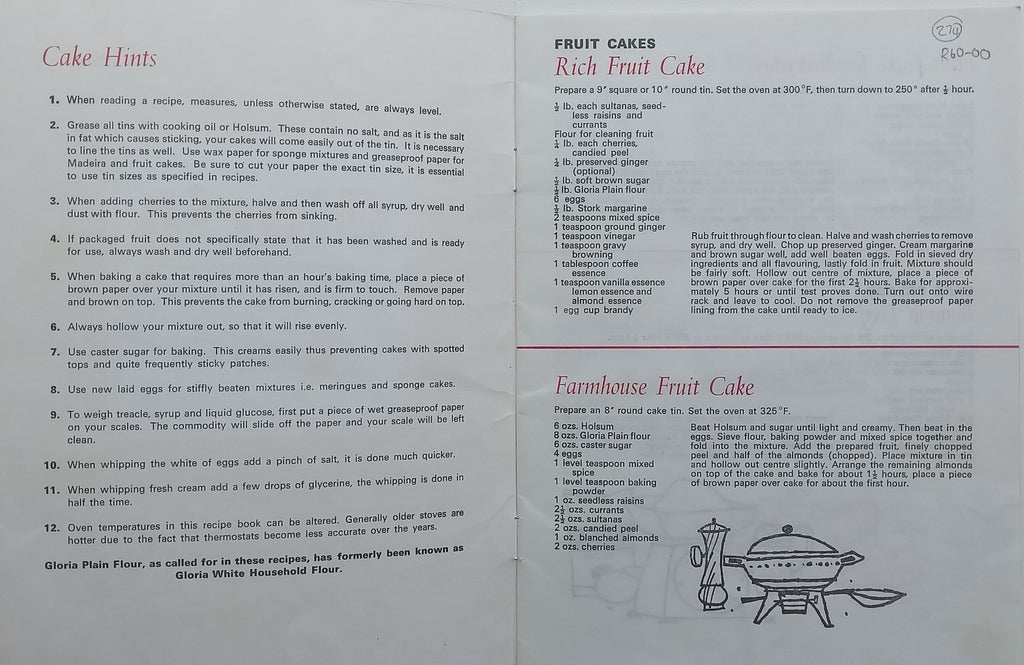 Cake Hints
1. When reading a recipe, measures, unless otherwise stated, are always level.
2. Grease all tins with cooking oil or Holsum. These contain no salt, and as it is the salt
in fat which causes sticking, your cakes will come easily out of the tin. It is necessary
to line the tins as well. Use wax paper for sponge mixtures and greaseproof paper for
Madeira and fruit cakes. Be sure to cut your paper the exact tin size, it is essential
to use tin sizes as specified in recipes.
3. When adding cherries to the mixture, halve and then wash off all syrup, dry well and
dust with flour. This prevents the cherries from sinking.
4. If packaged fruit does not specifically state that it has been washed and is ready
for use, always wash and dry well beforehand.
5. When baking a cake that requires more than an hour's baking time, place a piece of
brown paper over your mixture until it has risen, and is firm to touch. Remove paper
and brown on top. This prevents the cake from burning, cracking or going hard on top.
6. Always hollow your mixture out, so that it will rise evenly.
7. Use caster sugar for baking. This creams easily thus preventing cakes with spotted
tops and quite frequently sticky patches.
8. Use new laid eggs for stiffly beaten mixtures i.e. meringues and sponge cakes.
9. To weigh treacle, syrup and liquid glucose, first put a piece of wet greaseproof paper
on your scales. The commodity will slide off the paper and your scale will be left
clean.
10. When whipping the white of eggs add a pinch of salt, it is done much quicker.
11. When whipping fresh cream add a few drops of glycerine, the whipping is done in
half the time.
12. Oven temperatures in this recipe book can be altered. Generally older stoves are
hotter due to the fact that thermostats become less accurate over the years.
Gloria Plain Flour, as called for in these recipes, has formerly been known as
Gloria White Household Flour.
274
R60-00
FRUIT CAKES
Rich Fruit Cake
Prepare a 9" square or 10" round tin. Set the oven at 300°F, then turn down to 250° after ½ hour.
½ lb. each sultanas, seed-
less raisins and
currants
Flour for cleaning fruit
¼ lb. each cherries,
candied peel
¼ lb. preserved ginger
(optional)
½ lb. soft brown sugar
½ lb. Gloria Plain flour
6 eggs
½ lb. Stork margarine
2 teaspoons mixed spice
1 teaspoon ground ginger
1 teaspoon vinegar
1 teaspoon gravy
browning
1 tablespoon coffee
essence
1 teaspoon vanilla essence
lemon essence and
almond essence
1 egg cup brandy
Rub fruit through flour to clean. Halve and wash cherries to remove
syrup, and dry well. Chop up preserved ginger. Cream margarine
and brown sugar well, add well beaten eggs. Fold in sieved dry
ingredients and all flavouring, lastly fold in fruit. Mixture should
be fairly soft. Hollow out centre of mixture, place a piece of
brown paper over cake for the first 2½ hours. Bake for approxi-
mately 5 hours or until test proves done. Turn out onto wire
rack and leave to cool. Do not remove the greaseproof paper
lining from the cake until ready to ice.
Farmhouse Fruit Cake
Prepare an 8" round cake tin. Set the oven at 325°F.
6 ozs. Holsum
8 ozs. Gloria Plain flour
6 ozs. caster sugar
4 eggs
1 level teaspoon mixed
spice
1 level teaspoon baking
powder
1 oz. seedless raisins
2½ ozs. currants
2½ ozs. sultanas
2 ozs. candied peel
1 oz. blanched almonds
2 ozs. cherries
Beat Holsum and sugar until light and creamy. Then beat in the
eggs. Sieve flour, baking powder and mixed spice together and
fold into the mixture. Add the prepared fruit, finely chopped
peel and half of the almonds (chopped). Place mixture in tin
and hollow out centre slightly. Arrange the remaining almonds
on top of the cake and bake for about 1½ hours, place a piece
of brown paper over cake for about the first hour.